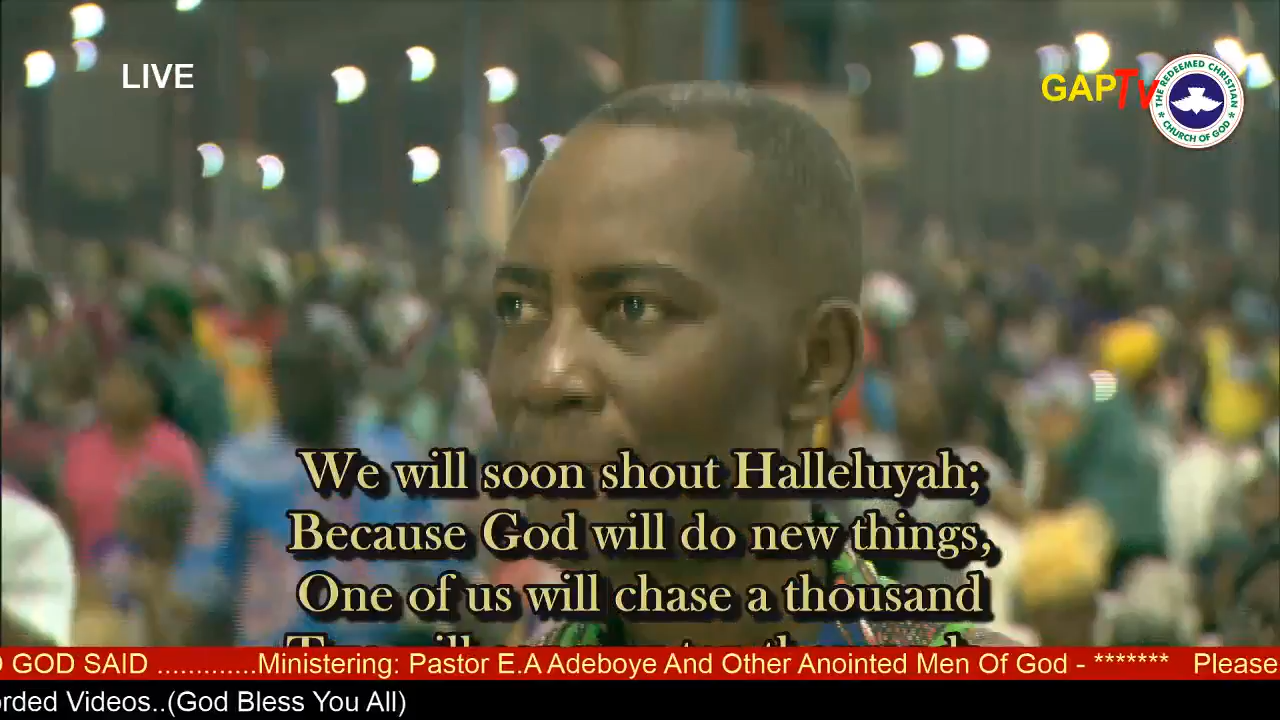 LIVE
GAPTv
THE REDEEMED CHRISTIAN CHURCH OF GOD
We will soon shout Halleluyah;
Because God will do new things,
One of us will chase a thousand
GOD SAID .............Ministering: Pastor E.A Adeboye And Other Anointed Men Of God - ******* Please
Videos..(God Bless You All)